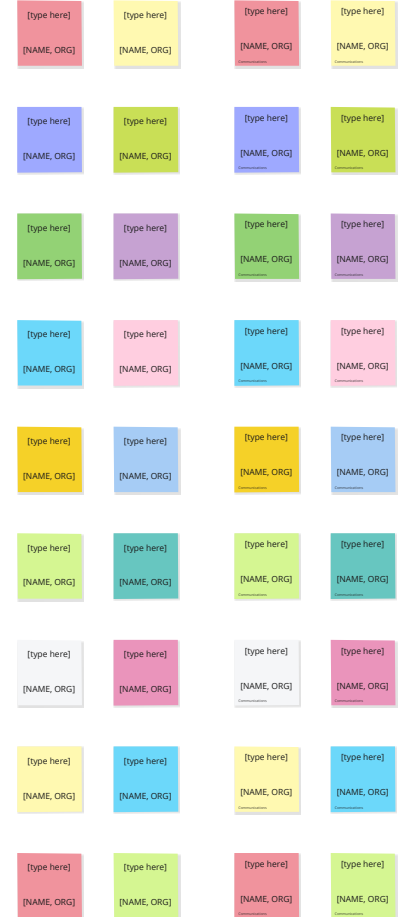 [type here] [type here] [type here] [type here]
[NAME, ORG] [NAME, ORG] [NAME, ORG] [NAME, ORG]
Communications Communications
[type here] [type here] [type here] [type here]
[NAME, ORG] [NAME, ORG] [NAME, ORG] [NAME, ORG]
Communications Communications
[type here] [type here] [type here] [type here]
[NAME, ORG] [NAME, ORG] [NAME, ORG] [NAME, ORG]
Communications Communications
[type here] [type here] [type here] [type here]
[NAME, ORG] [NAME, ORG] [NAME, ORG] [NAME, ORG]
Communications Communications
[type here] [type here] [type here] [type here]
[NAME, ORG] [NAME, ORG] [NAME, ORG] [NAME, ORG]
Communications Communications
[type here] [type here] [type here] [type here]
[NAME, ORG] [NAME, ORG] [NAME, ORG] [NAME, ORG]
Communications Communications
[type here] [type here] [type here] [type here]
[NAME, ORG] [NAME, ORG] [NAME, ORG] [NAME, ORG]
Communications Communications
[type here] [type here] [type here] [type here]
[NAME, ORG] [NAME, ORG] [NAME, ORG] [NAME, ORG]
Communications Communications
[type here] [type here] [type here] [type here]
[NAME, ORG] [NAME, ORG] [NAME, ORG] [NAME, ORG]
Communications Communications